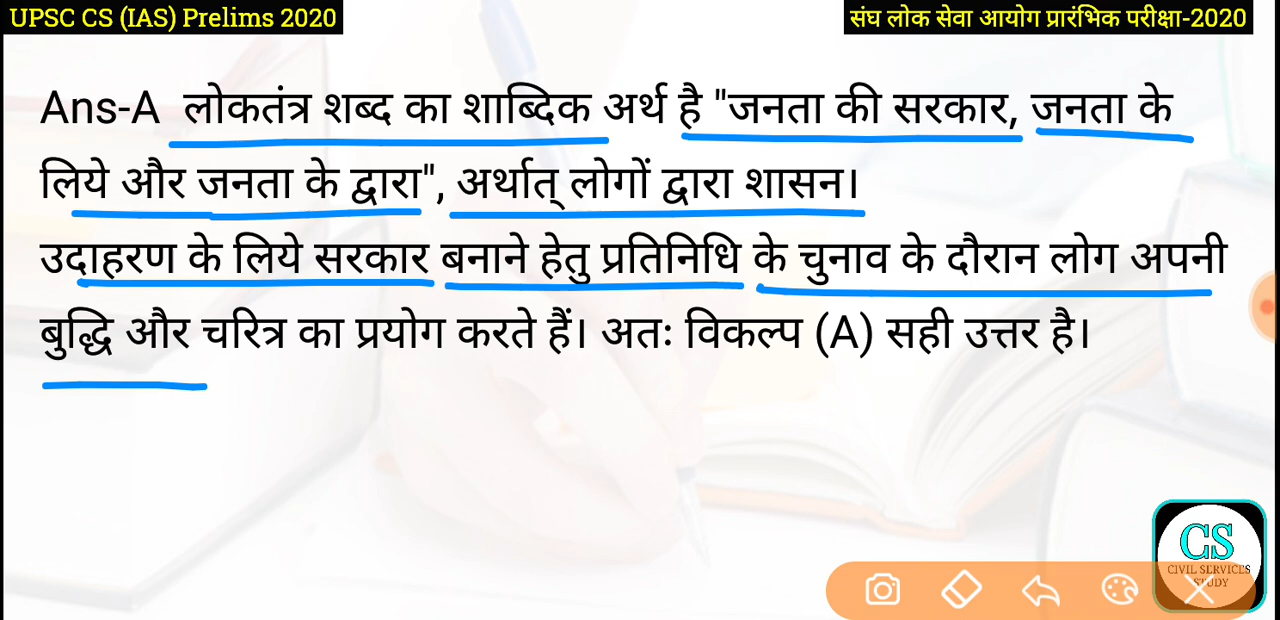 UPSC CS (IAS) Prelims 2020
संघ लोक सेवा आयोग प्रारंभिक परीक्षा-2020
Ans-A लोकतंत्र शब्द का शाब्दिक अर्थ है "जनता की सरकार, जनता के
लिये और जनता के द्वारा", अर्थात् लोगों द्वारा शासन।
उदाहरण के लिये सरकार बनाने हेतु प्रतिनिधि के चुनाव के दौरान लोग अपनी
बुद्धि और चरित्र का प्रयोग करते हैं। अतः विकल्प (A) सही उत्तर है।
CS
CIVIL SERVICES
STUDY